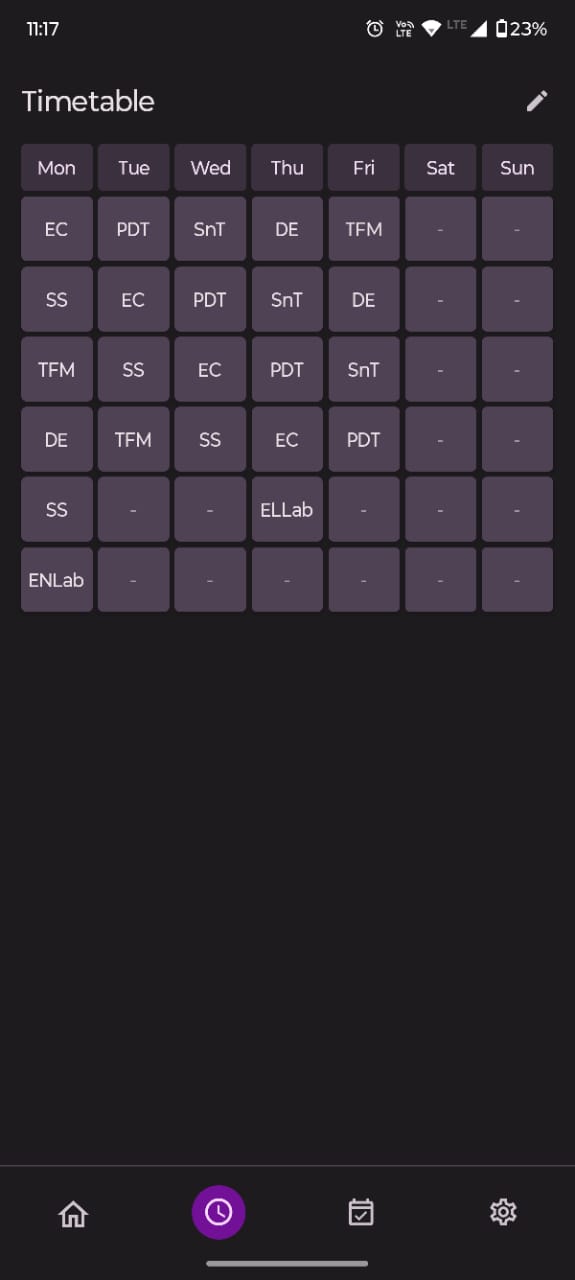 11:17 Vo LTE LTE 23%
Timetable
Mon Tue Wed Thu Fri Sat Sun
EC PDT SnT DE TFM - -
SS EC PDT SnT DE - -
TFM SS EC PDT SnT - -
DE TFM SS EC PDT - -
SS - - ELLab - - -
ENLab - - - - - -